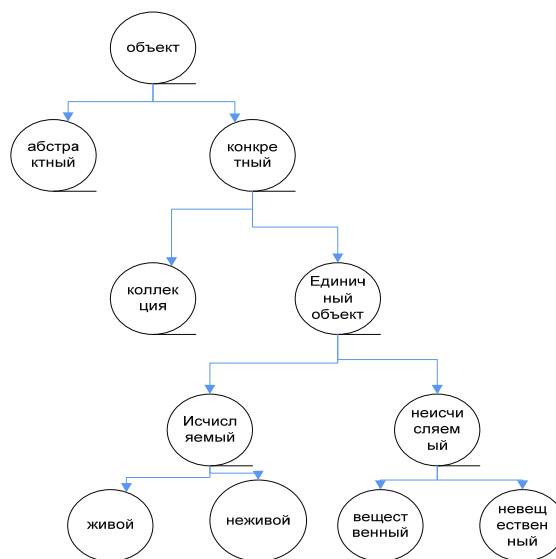 объект
абстра
ктный
конкре
тный
коллек
ция
Единич
ный
объект
Исчисл
яемый
неисчи
сляем
ый
живой
неживой
вещест
венный
невещ
ествен
ный